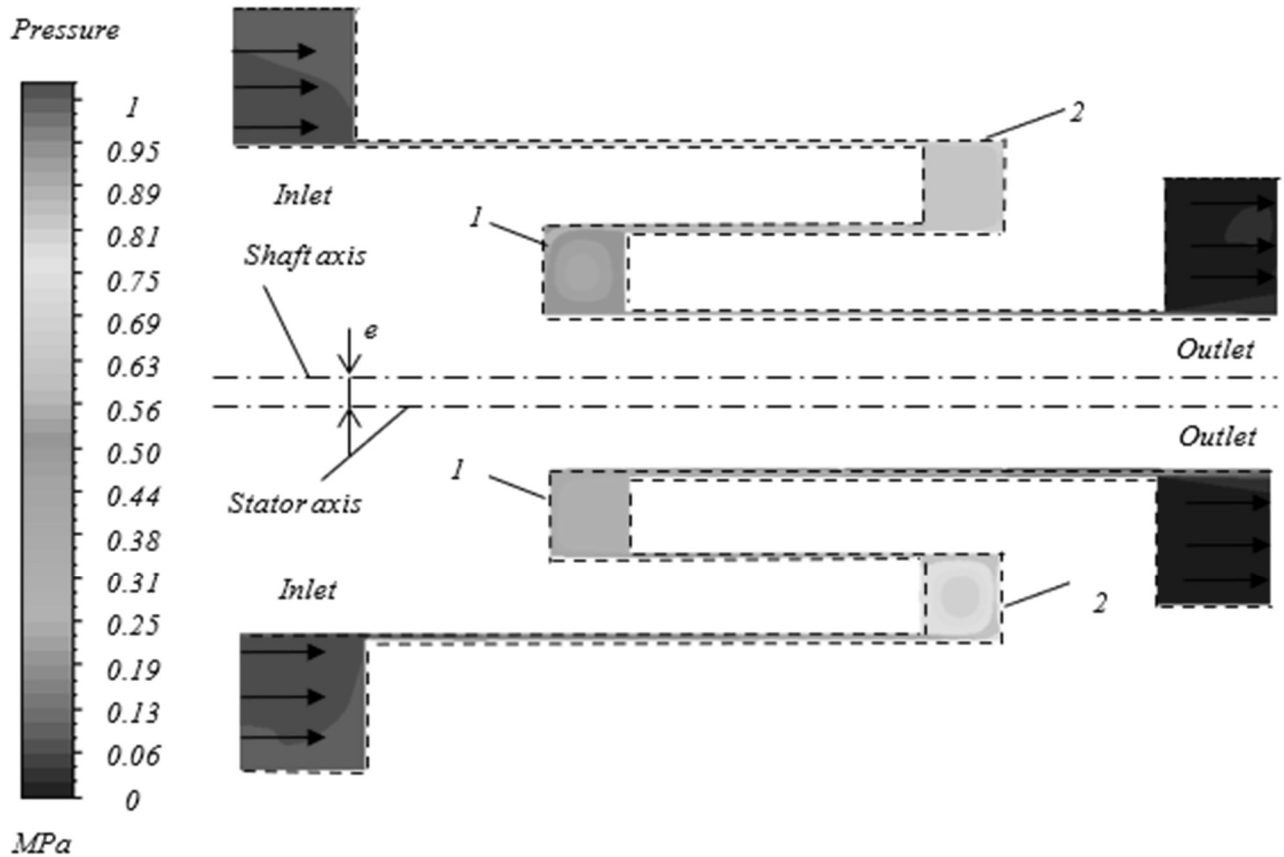 Pressure
1
0.95
0.89
0.81
0.75
0.69
0.63
0.56
0.50
0.44
0.38
0.31
0.25
0.19
0.13
0.06
0
MPa
2
Inlet
1
Shaft axis
e
Outlet
Outlet
1
Stator axis
Inlet
2